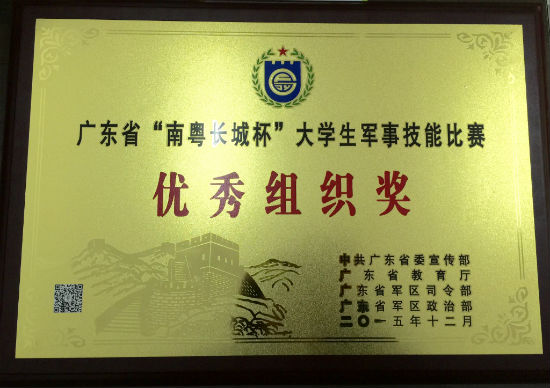 广东省“南粤长城杯”大学生军事技能比赛
优秀组织奖
中共广东省委宣传部
广东省教育厅
广东省军区司令部
广东省军区政治部
二〇一五年十二月